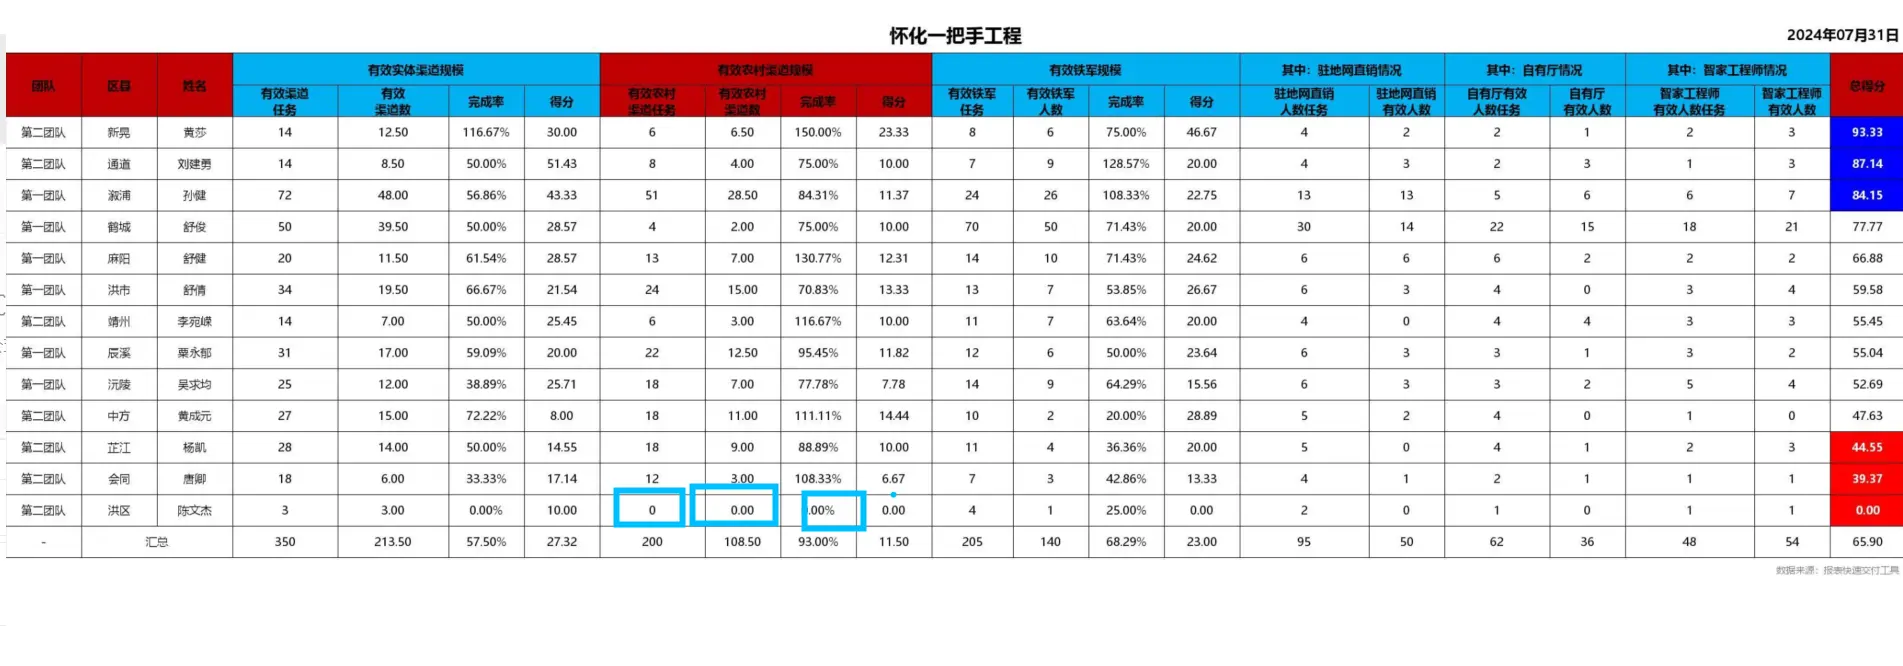 怀化一把手工程
2024年07月31日
团队 区县 姓名 有效实体渠道规模 有效农村渠道规模 有效铁军规模 其中：驻地网直销情况 其中：自有厅情况 其中：智家工程师情况 总得分
有效渠道任务 有效渠道数 完成率 得分 有效农村渠道任务 有效农村渠道数 完成率 得分 有效铁军任务 有效铁军人数 完成率 得分 驻地网直销人数任务 驻地网直销有效人数 自有厅有效人数任务 自有厅有效人数 智家工程师有效人数任务 智家工程师有效人数
第二团队 新晃 黄莎 14 12.50 116.67% 30.00 6 6.50 150.00% 23.33 8 6 75.00% 46.67 4 2 2 1 2 3 93.33
第二团队 通道 刘建勇 14 8.50 50.00% 51.43 8 4.00 75.00% 10.00 7 9 128.57% 20.00 4 3 2 3 1 3 87.14
第一团队 溆浦 孙健 72 48.00 56.86% 43.33 51 28.50 84.31% 11.37 24 26 108.33% 22.75 13 13 5 6 6 7 84.15
第一团队 鹤城 舒俊 50 39.50 50.00% 28.57 4 2.00 75.00% 10.00 70 50 71.43% 20.00 30 14 22 15 18 21 77.77
第一团队 麻阳 舒健 20 11.50 61.54% 28.57 13 7.00 130.77% 12.31 14 10 71.43% 24.62 6 6 6 2 2 2 66.88
第一团队 洪市 舒倩 34 19.50 66.67% 21.54 24 15.00 70.83% 13.33 13 7 53.85% 26.67 6 3 4 0 3 4 59.58
第二团队 靖州 李宛嵘 14 7.00 50.00% 25.45 6 3.00 116.67% 10.00 11 7 63.64% 20.00 4 0 4 4 3 3 55.45
第一团队 辰溪 粟永郁 31 17.00 59.09% 20.00 22 12.50 95.45% 11.82 12 6 50.00% 23.64 6 3 3 1 3 2 55.04
第一团队 沅陵 吴求均 25 12.00 38.89% 25.71 18 7.00 77.78% 7.78 14 9 64.29% 15.56 6 3 3 2 5 4 52.69
第二团队 中方 黄成元 27 15.00 72.22% 8.00 18 11.00 111.11% 14.44 10 2 20.00% 28.89 5 2 4 0 1 0 47.63
第二团队 芷江 杨凯 28 14.00 50.00% 14.55 18 9.00 88.89% 10.00 11 4 36.36% 20.00 5 0 4 1 2 3 44.55
第二团队 会同 唐卿 18 6.00 33.33% 17.14 12 3.00 108.33% 6.67 7 3 42.86% 13.33 4 1 2 1 1 1 39.37
第二团队 洪区 陈文杰 3 3.00 0.00% 10.00 0 0.00 .00% 0.00 4 1 25.00% 0.00 2 0 1 0 1 1 0.00
- 汇总 350 213.50 57.50% 27.32 200 108.50 93.00% 11.50 205 140 68.29% 23.00 95 50 62 36 48 54 65.90
数据来源：报表快速交付工具